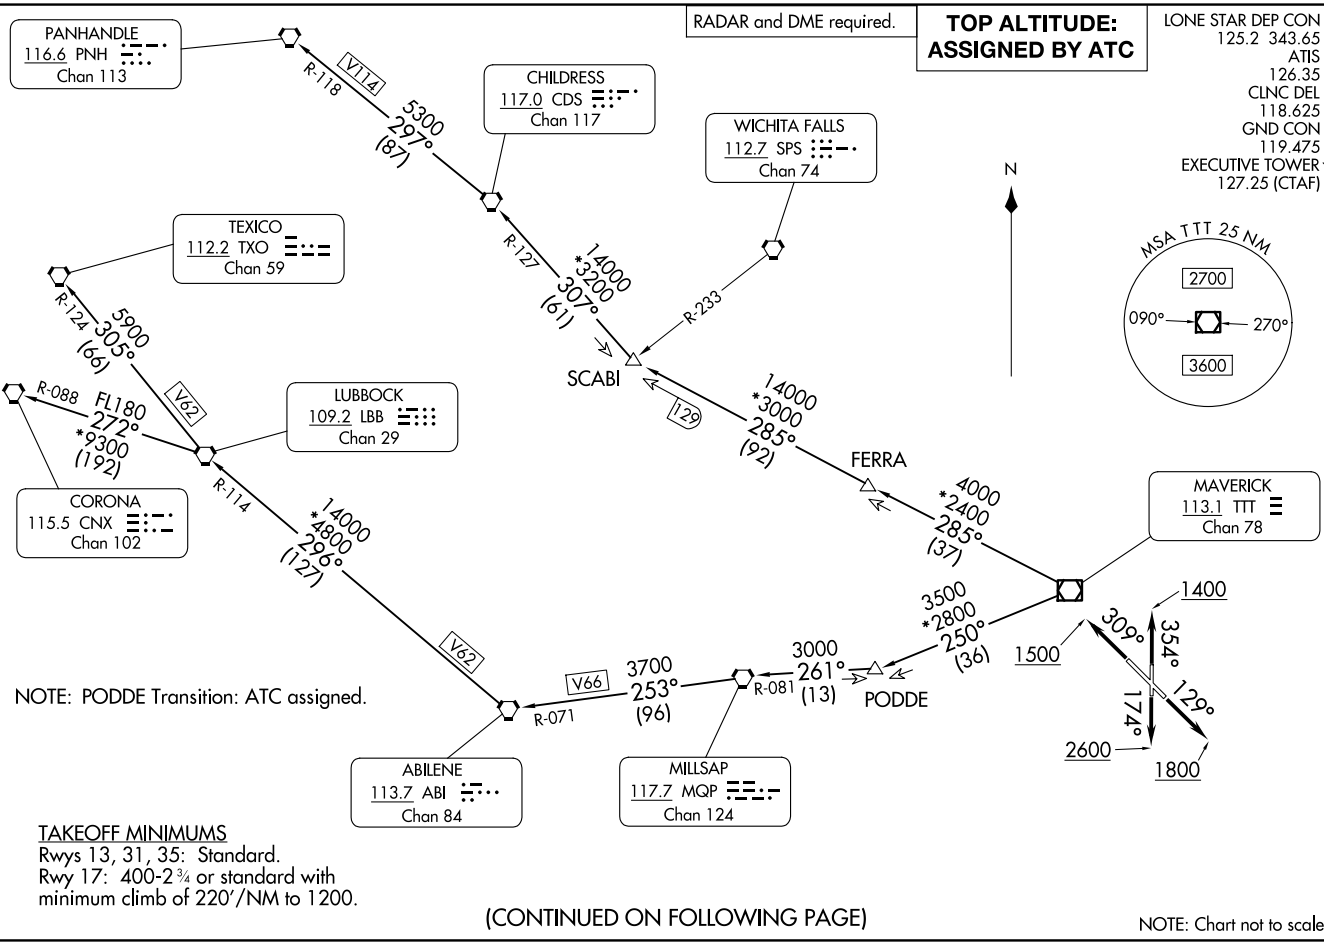 RADAR and DME required.
TOP ALTITUDE:
ASSIGNED BY ATC
LONE STAR DEP CON
125.2 343.65
ATIS
126.35
CLNC DEL
118.625
GND CON
119.475
EXECUTIVE TOWER
127.25 (CTAF)
PANHANDLE
116.6 PNH
Chan 113
R-118
V114
5300
297°
(87)
CHILDRESS
117.0 CDS
Chan 117
WICHITA FALLS
112.7 SPS
Chan 74
N
MSA TTT 25 NM
2700
090°
270°
3600
TEXICO
112.2 TXO
Chan 59
R-127
14000
*3200
307°
(61)
R-233
SCABI
129
R-124
5900
305°
(66)
V62
R-088
FL180
272°
*9300
(192)
LUBBOCK
109.2 LBB
Chan 29
14000
*3000
285°
(92)
FERRA
4000
*2400
285°
(37)
MAVERICK
113.1 TTT
Chan 78
CORONA
115.5 CNX
Chan 102
R-114
14000
*4800
296°
(127)
V62
3500
*2800
250°
(36)
1400
309°
354°
1500
129°
174°
2600
1800
3000
261°
(13)
R-081
PODDE
V66
3700
253°
(96)
R-071
NOTE: PODDE Transition: ATC assigned.
ABILENE
113.7 ABI
Chan 84
MILLSAP
117.7 MQP
Chan 124
TAKEOFF MINIMUMS
Rwys 13, 31, 35: Standard.
Rwy 17: 400-2¾ or standard with
minimum climb of 220'/NM to 1200.
(CONTINUED ON FOLLOWING PAGE)
NOTE: Chart not to scale